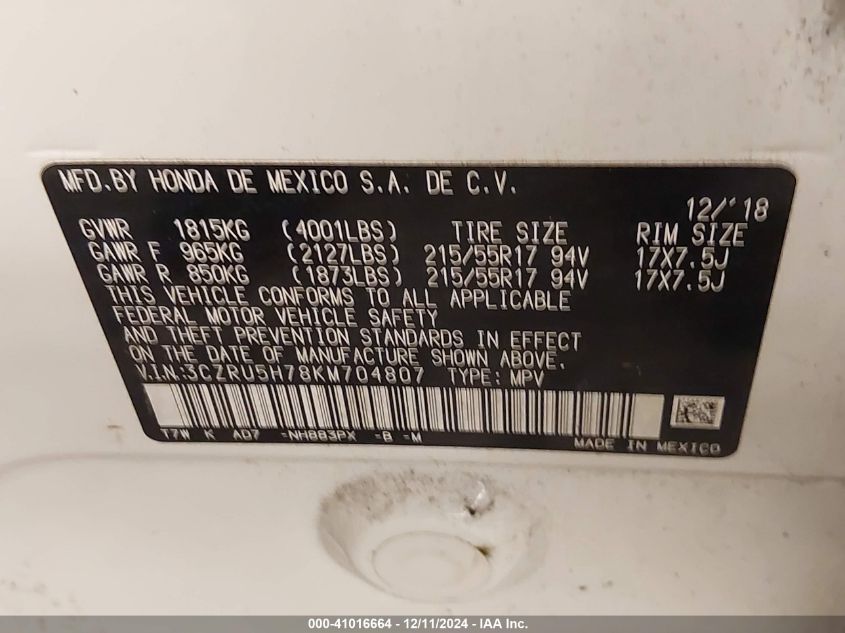 MFD.BY HONDA DE MEXICO S.A. DE C.V.
12/'18
GVWR 1815KG (4001LBS) TIRE SIZE RIM SIZE
GAWR F 965KG (2127LBS) 215/55R17 94V 17X7.5J
GAWR R 850KG (1873LBS) 215/55R17 94V 17X7.5J
THIS VEHICLE CONFORMS TO ALL APPLICABLE
FEDERAL MOTOR VEHICLE SAFETY
AND THEFT PREVENTION STANDARDS IN EFFECT
ON THE DATE OF MANUFACTURE SHOWN ABOVE.
V.I.N.:3CZRU5H78KM704807 TYPE: MPV
T7W K AD7 =NH883PX =B =M
MADE IN MEXICO
000-41016664 - 12/11/2024 - IAA Inc.